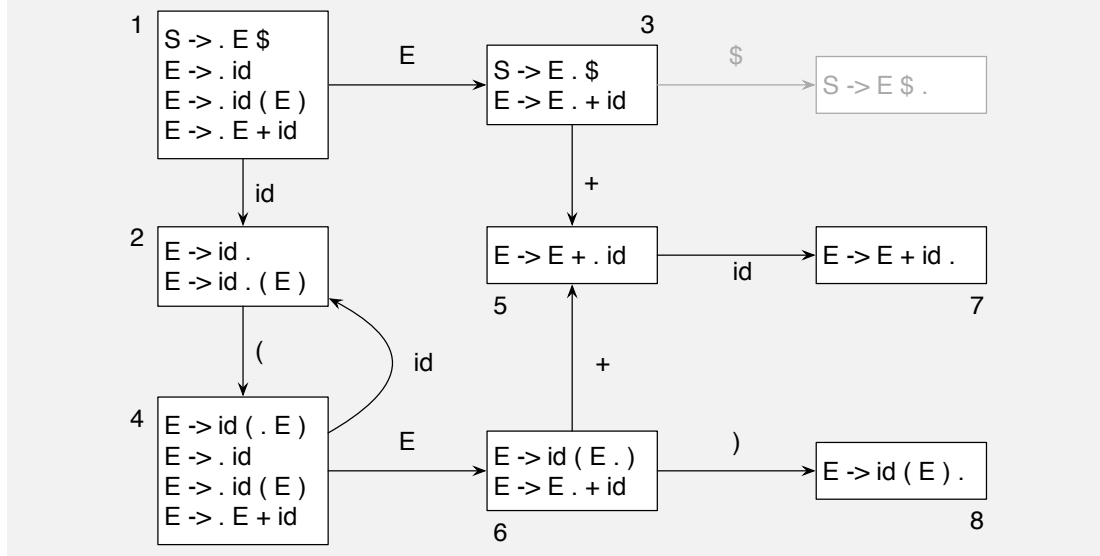 1
S -> . E $
E -> . id
E -> . id ( E )
E -> . E + id
E
3
S -> E . $
E -> E . + id
$
S -> E $ .
id
+
2
E -> id .
E -> id . ( E )
E -> E + . id
5
id
E -> E + id .
7
(
id
+
4
E -> id ( . E )
E -> . id
E -> . id ( E )
E -> . E + id
E
E -> id ( E . )
E -> E . + id
6
)
E -> id ( E ) .
8